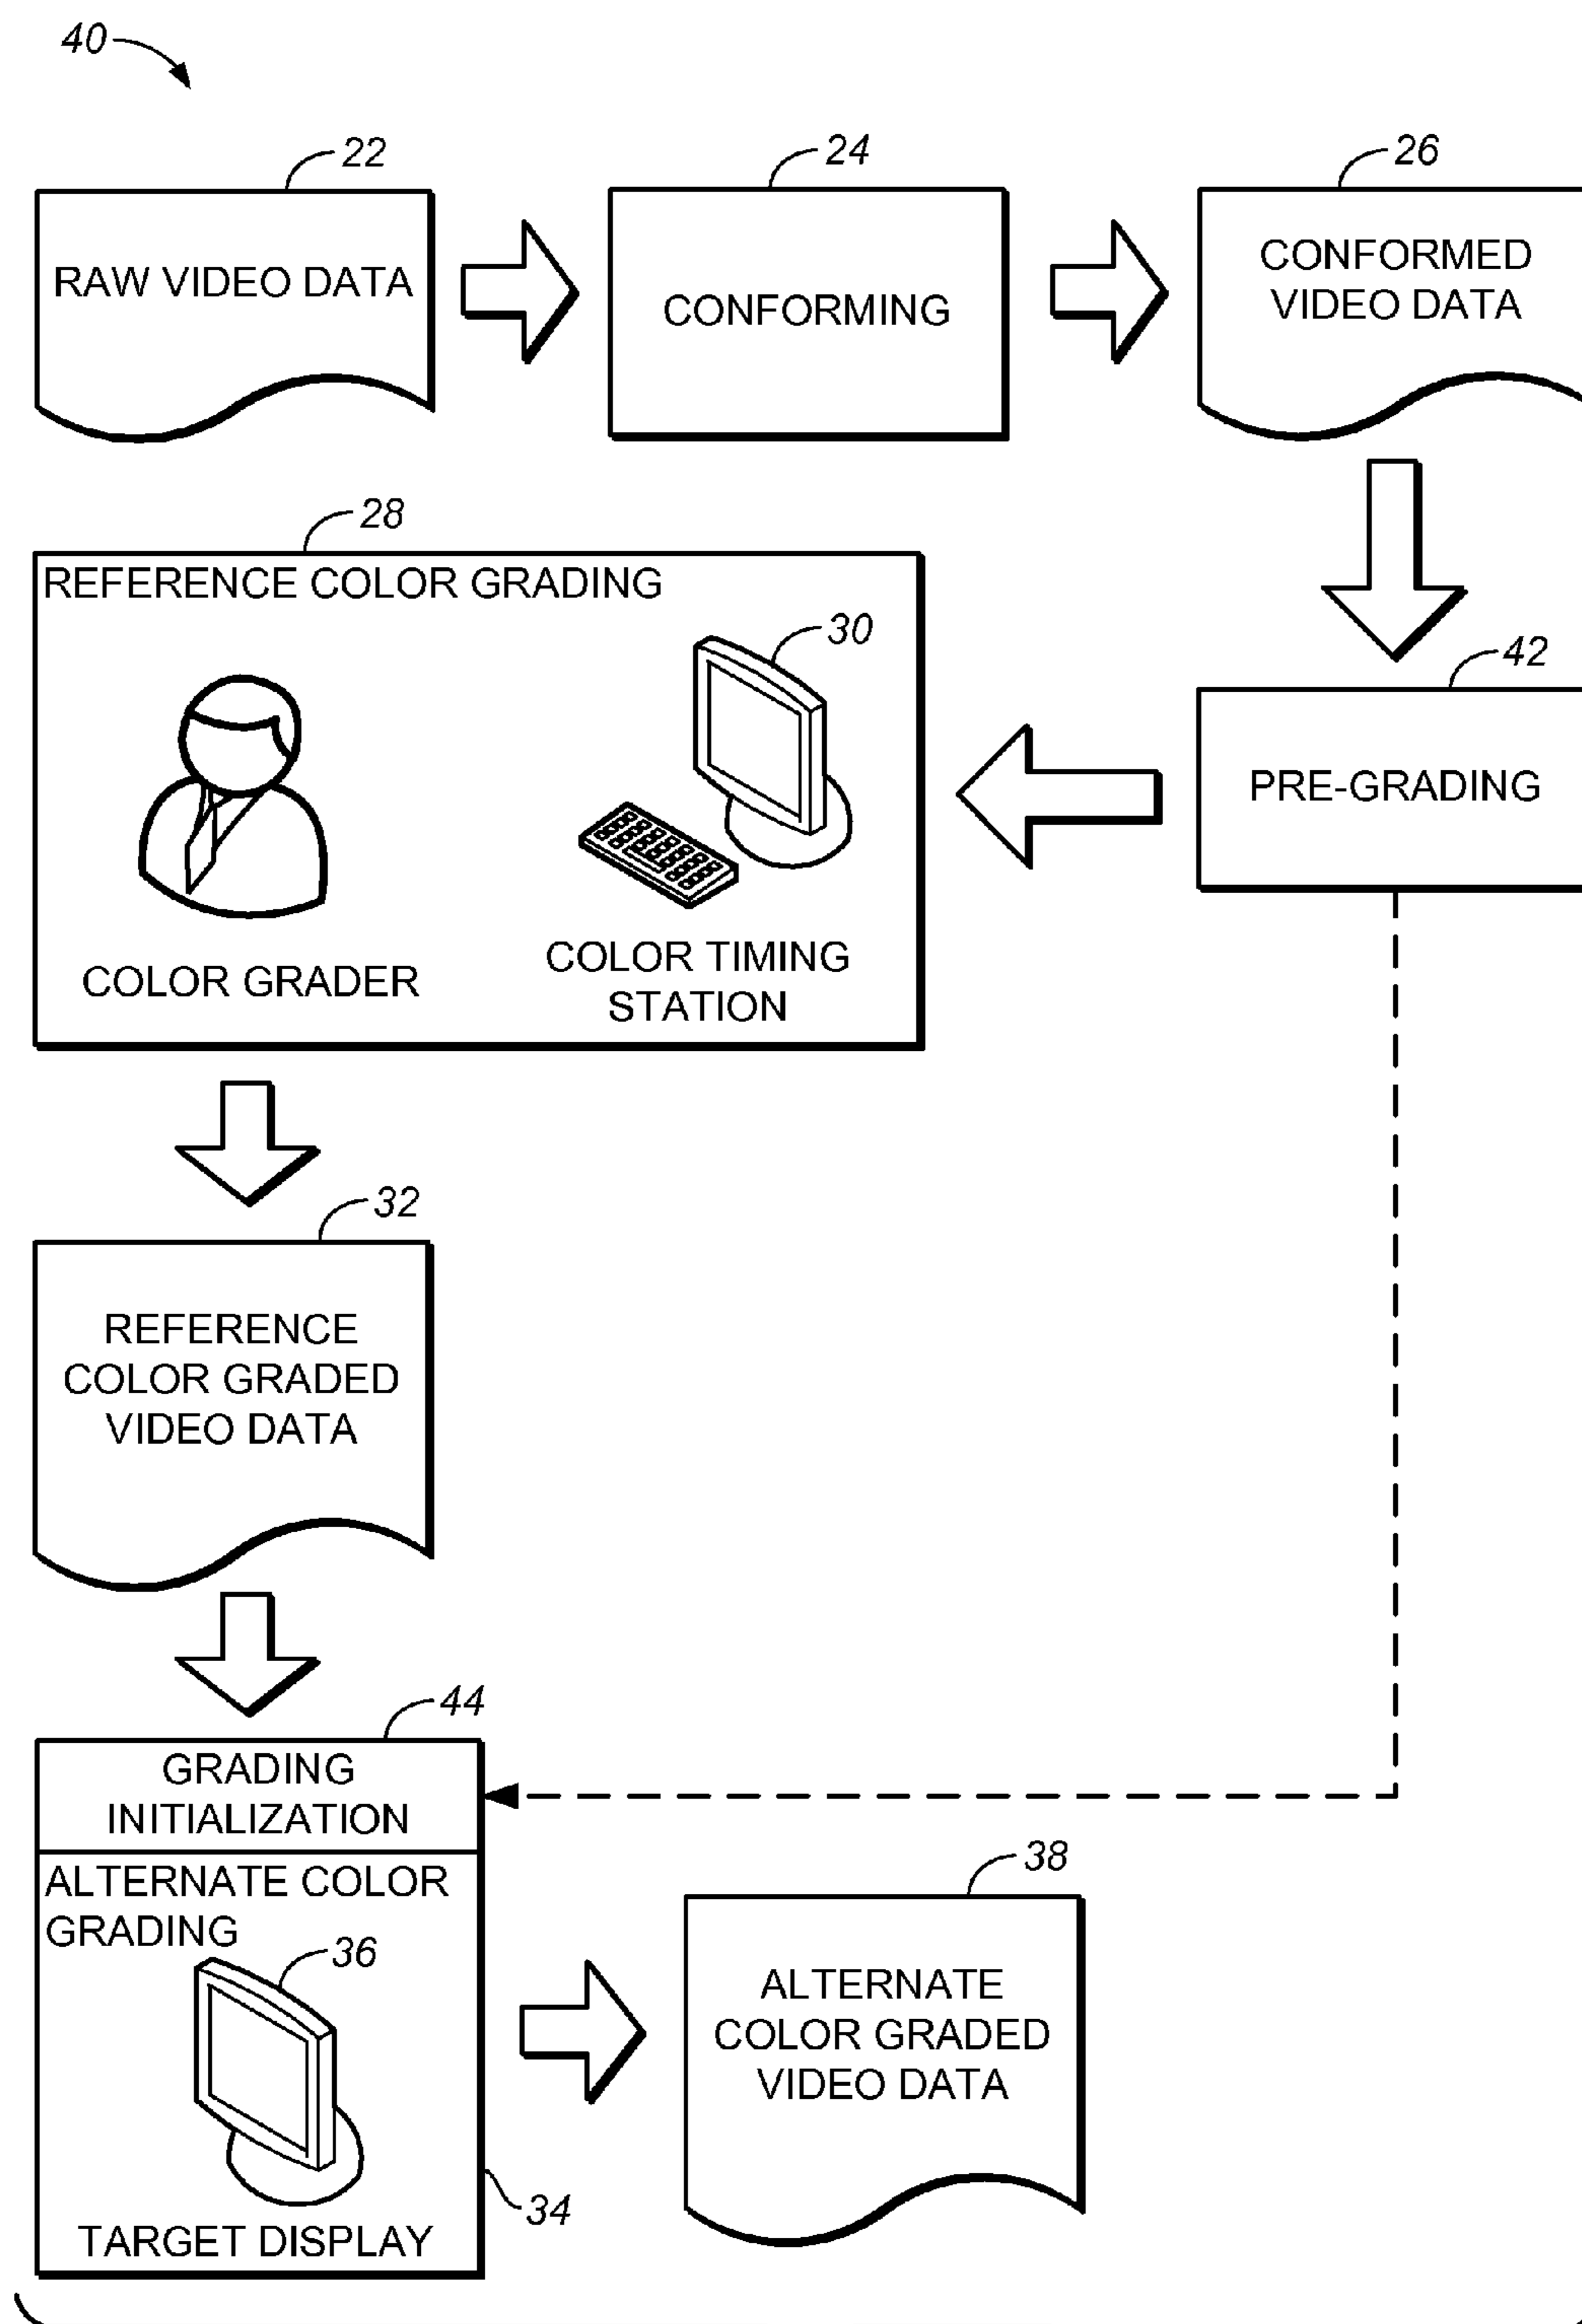 40
22
24
26
RAW VIDEO DATA
CONFORMING
CONFORMED
VIDEO DATA
28
REFERENCE COLOR GRADING
30
42
PRE-GRADING
COLOR GRADER
COLOR TIMING
STATION
32
REFERENCE
COLOR GRADED
VIDEO DATA
44
GRADING
INITIALIZATION
ALTERNATE COLOR
GRADING
36
38
ALTERNATE
COLOR GRADED
VIDEO DATA
34
TARGET DISPLAY